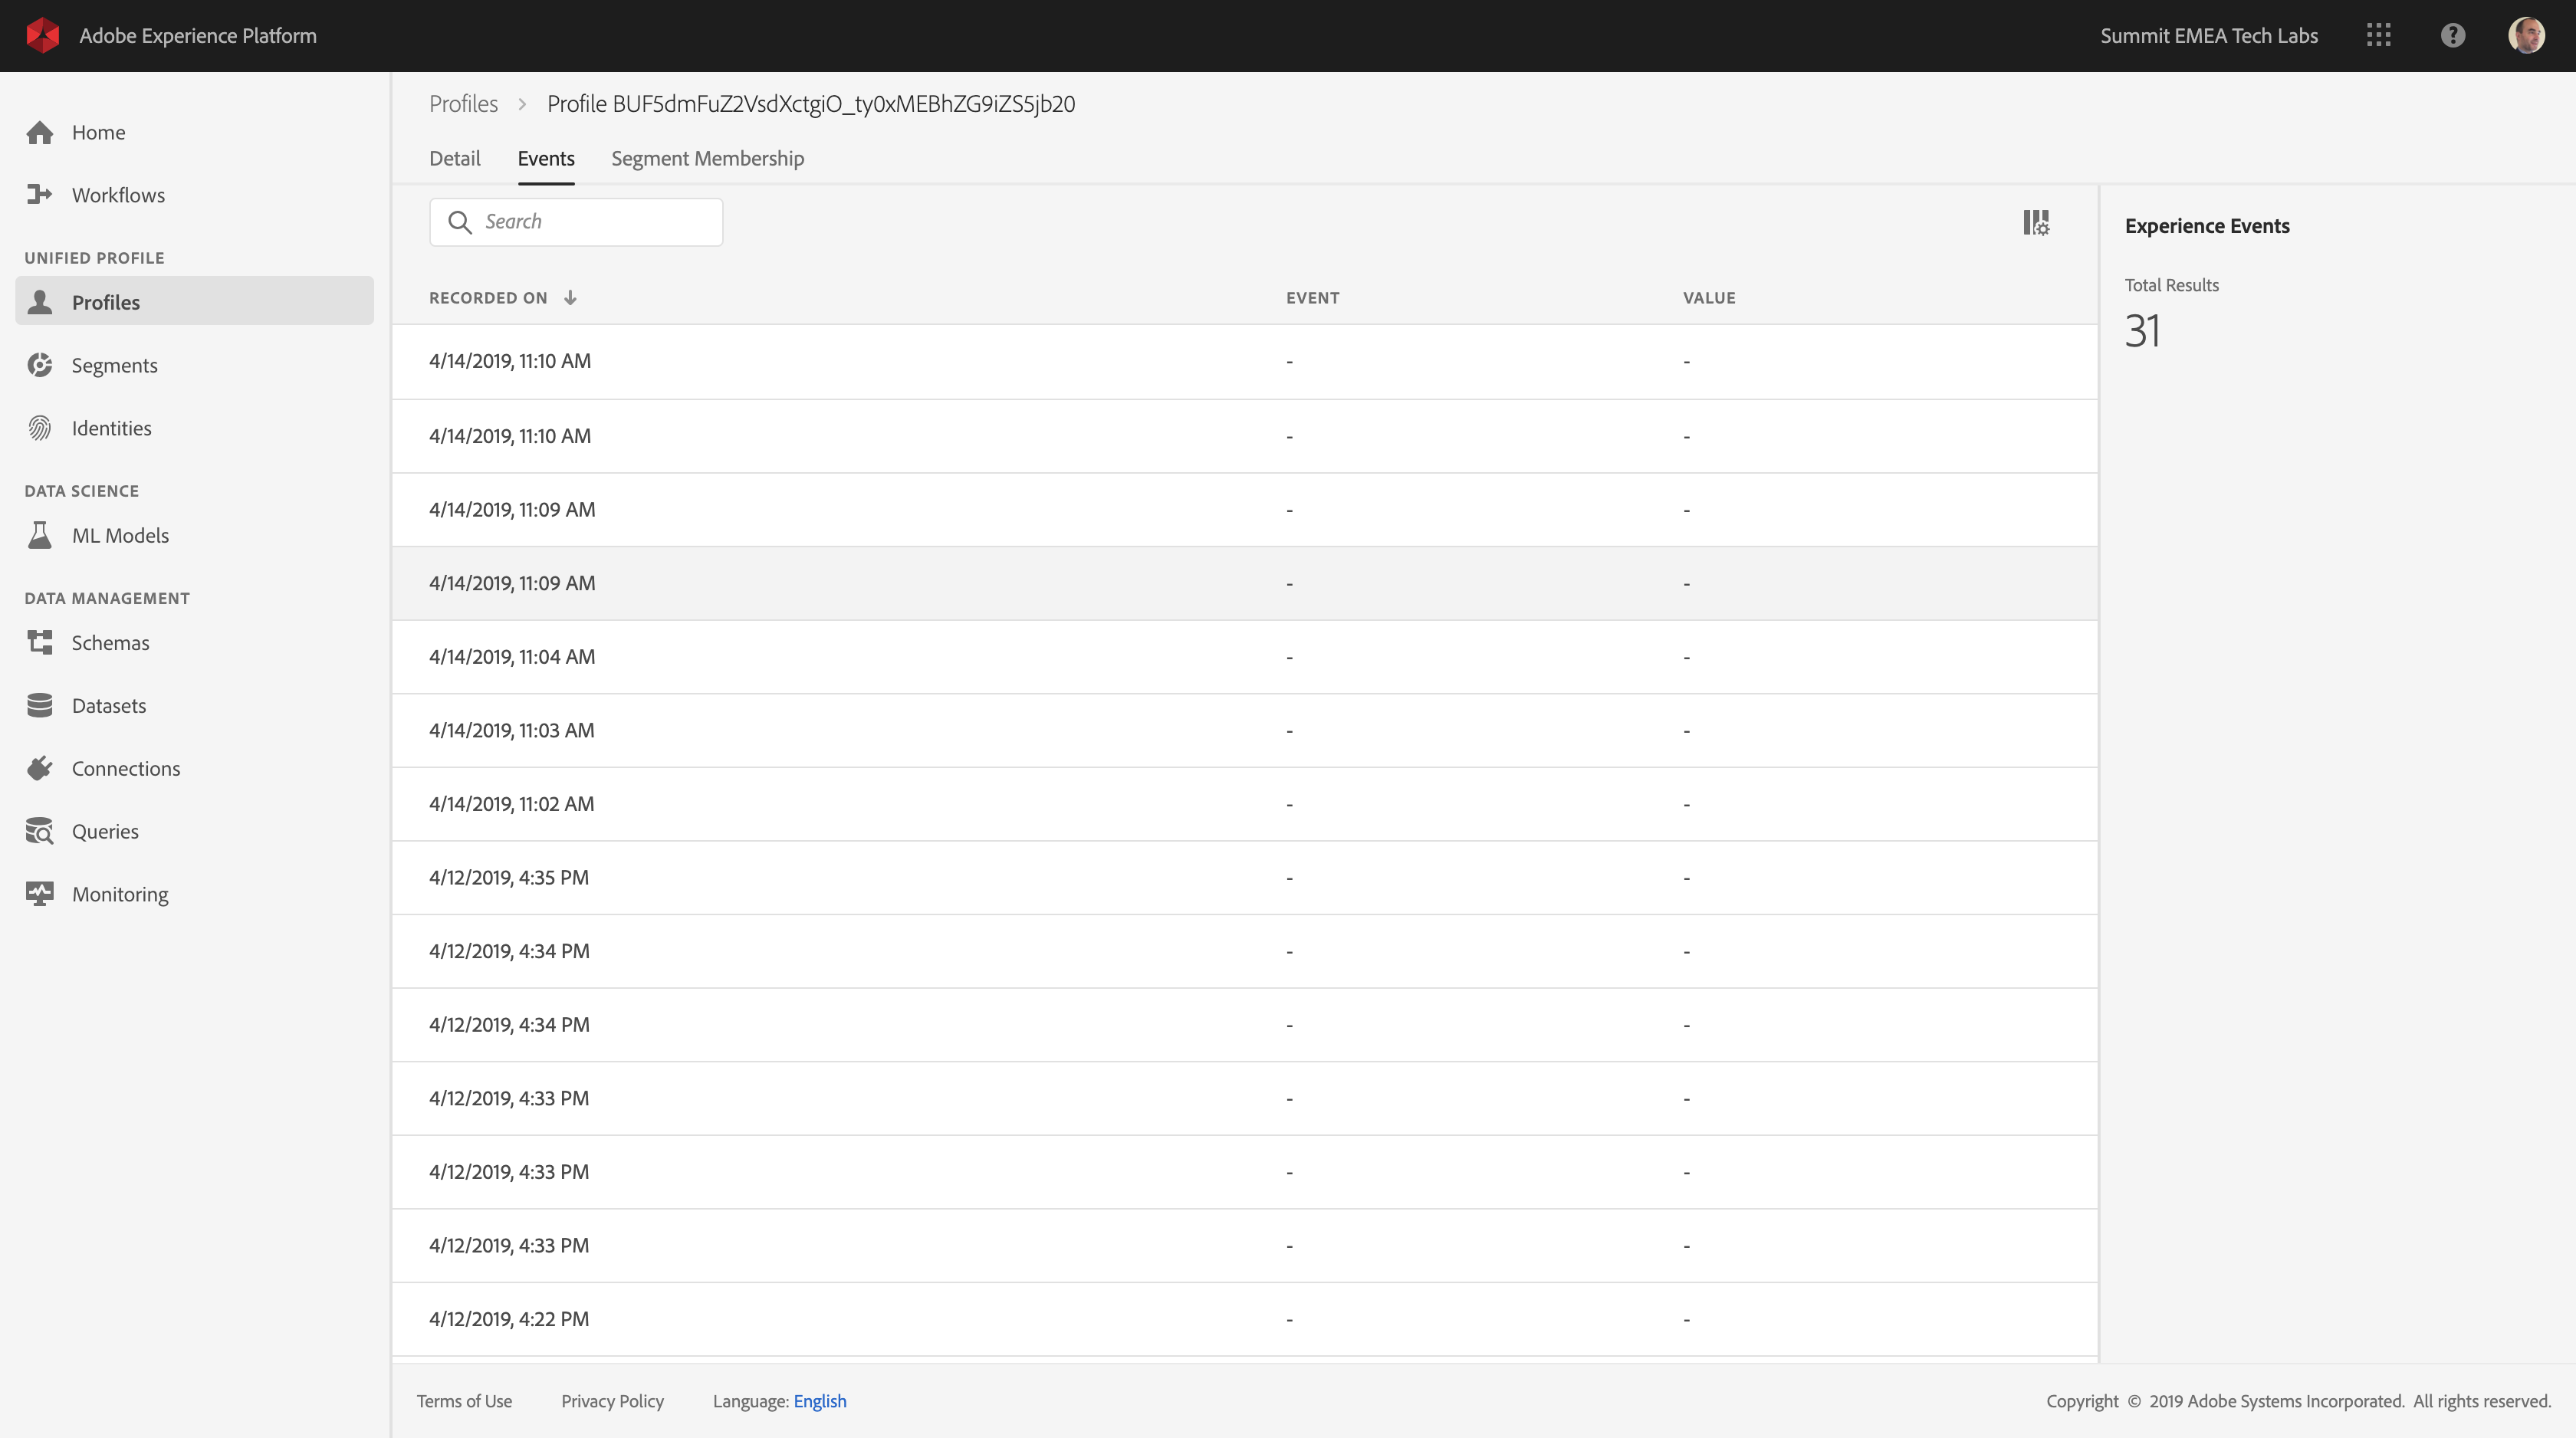 Adobe Experience Platform
Summit EMEA Tech Labs
Home
Workflows
UNIFIED PROFILE
Profiles
Segments
Identities
DATA SCIENCE
ML Models
DATA MANAGEMENT
Schemas
Datasets
Connections
Queries
Monitoring
Profiles > Profile BUF5dmFuZ2VsdXctgiO_ty0xMEBhZG9iZS5jb20
Detail Events Segment Membership
Search
RECORDED ON EVENT VALUE
4/14/2019, 11:10 AM - -
4/14/2019, 11:10 AM - -
4/14/2019, 11:09 AM - -
4/14/2019, 11:09 AM - -
4/14/2019, 11:04 AM - -
4/14/2019, 11:03 AM - -
4/14/2019, 11:02 AM - -
4/12/2019, 4:35 PM - -
4/12/2019, 4:34 PM - -
4/12/2019, 4:34 PM - -
4/12/2019, 4:33 PM - -
4/12/2019, 4:33 PM - -
4/12/2019, 4:33 PM - -
4/12/2019, 4:22 PM - -
Experience Events
Total Results
31
Terms of Use Privacy Policy Language: English
Copyright © 2019 Adobe Systems Incorporated. All rights reserved.